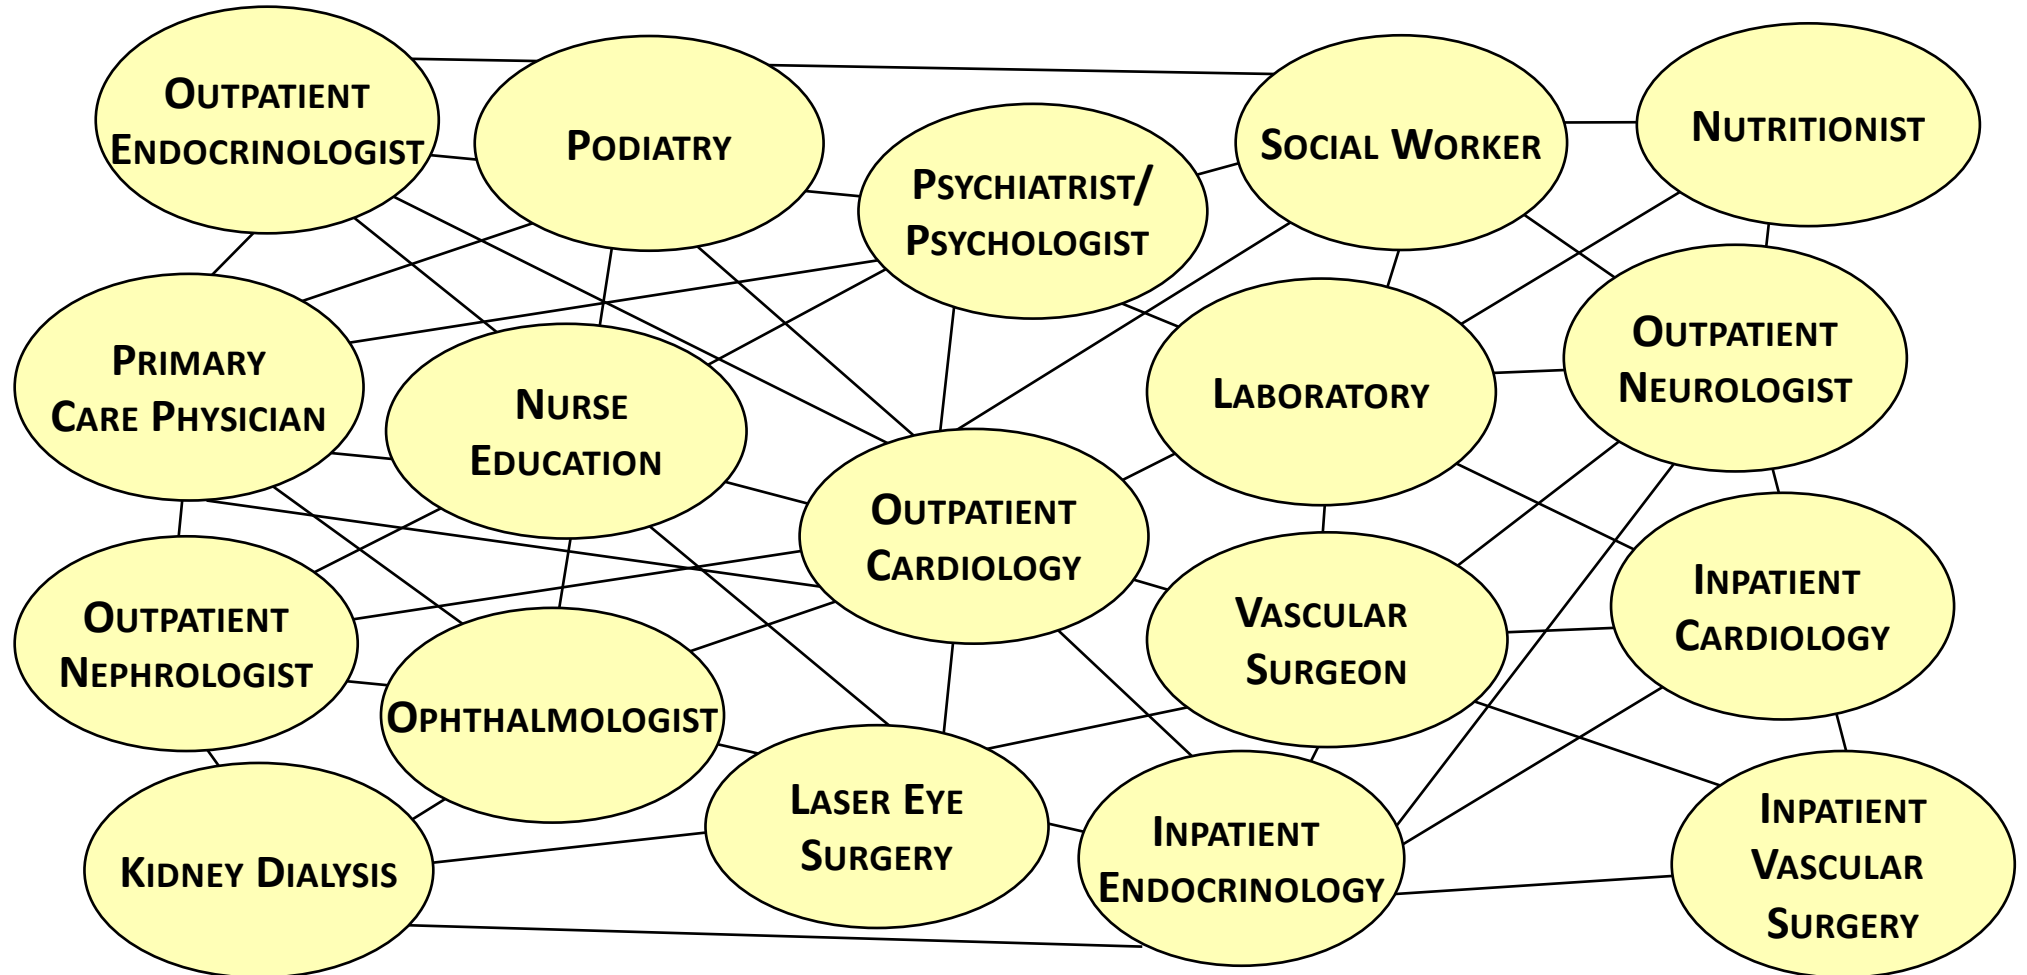 OUTPATIENT
ENDOCRINOLOGIST
PODIATRY
PSYCHIATRIST/
PSYCHOLOGIST
SOCIAL WORKER
NUTRITIONIST
PRIMARY
CARE PHYSICIAN
NURSE
EDUCATION
LABORATORY
OUTPATIENT
NEUROLOGIST
OUTPATIENT
CARDIOLOGY
OUTPATIENT
NEPHROLOGIST
OPHTHALMOLOGIST
VASCULAR
SURGEON
INPATIENT
CARDIOLOGY
KIDNEY DIALYSIS
LASER EYE
SURGERY
INPATIENT
ENDOCRINOLOGY
INPATIENT
VASCULAR
SURGERY